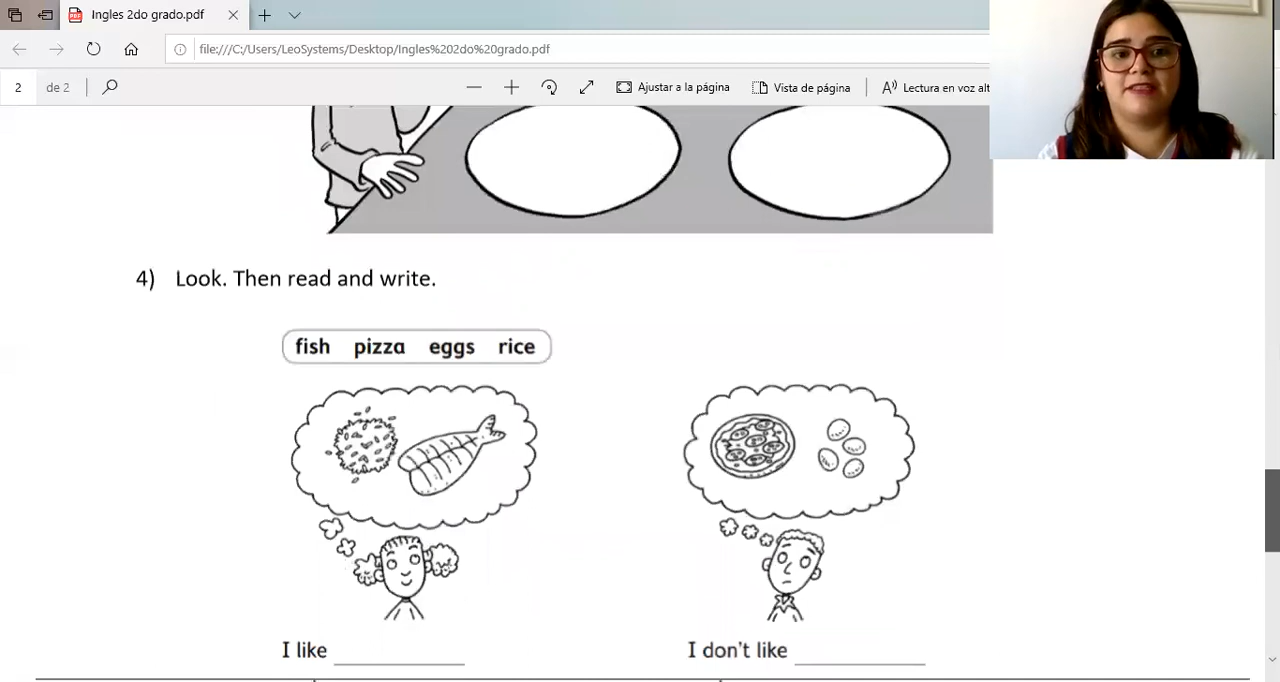 Ingles 2do grado.pdf
file:///C:/Users/LeoSystems/Desktop/Ingles%202do%20grado.pdf
2 de 2 Ajustar a la página Vista de página Lectura en voz alt
4) Look. Then read and write.
fish pizza eggs rice
I like
I don't like